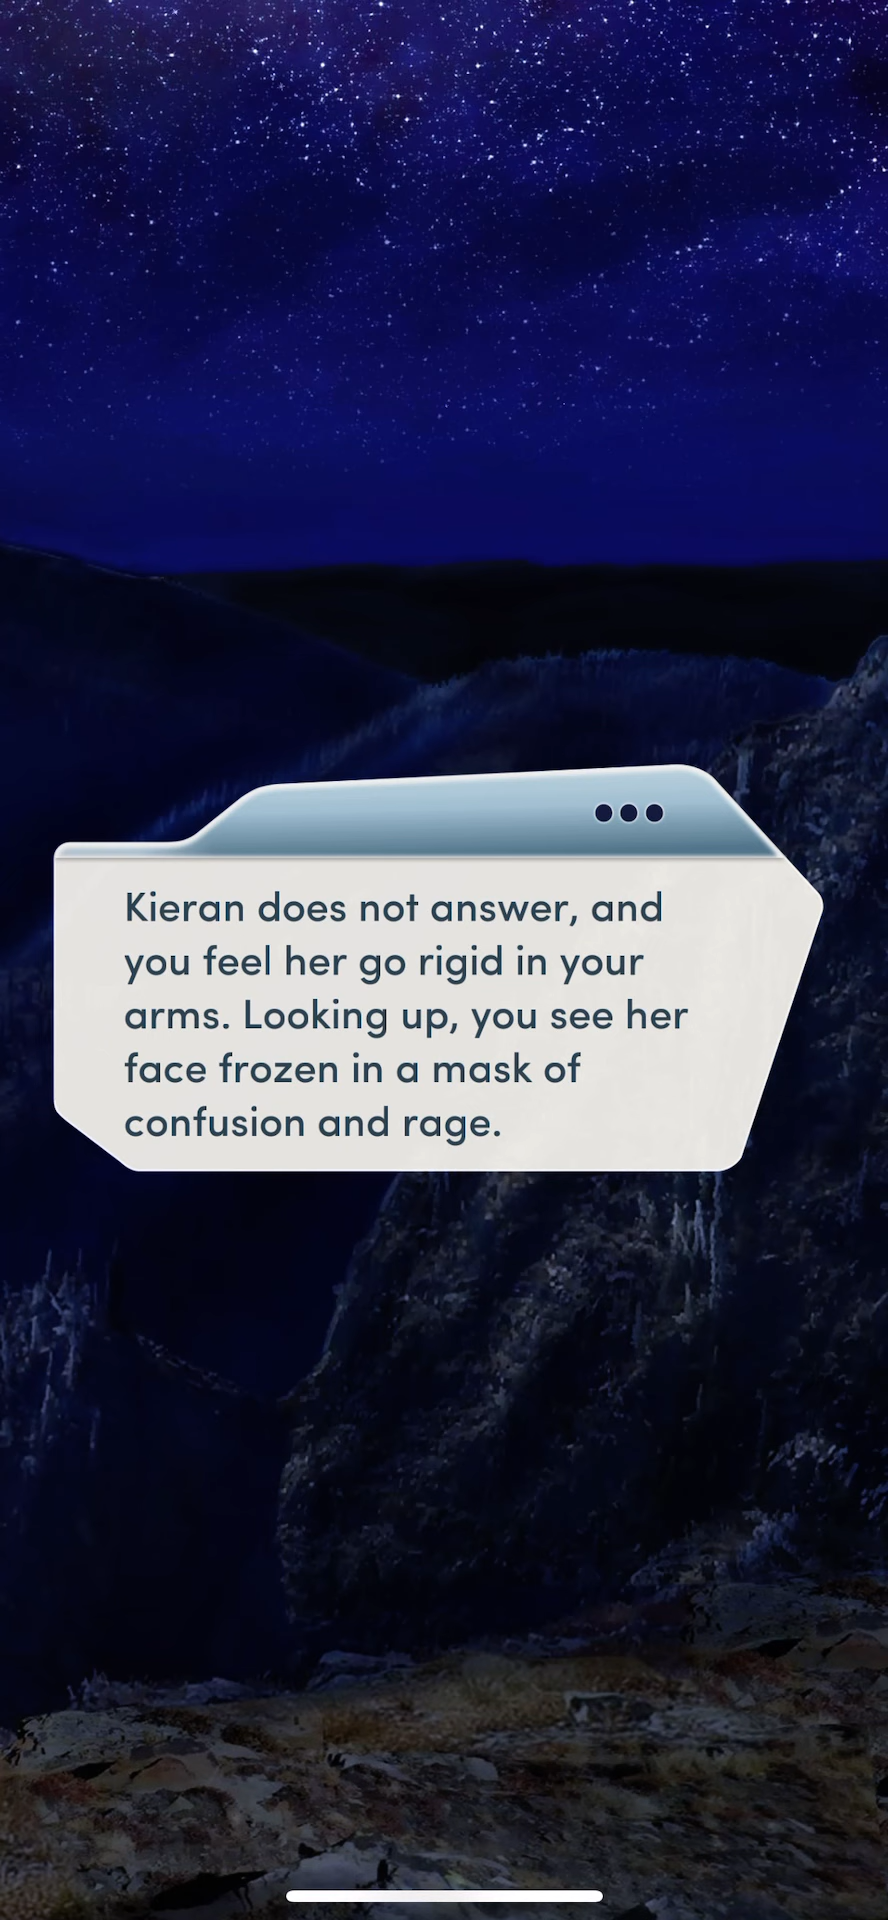 Kieran does not answer, and
you feel her go rigid in your
arms. Looking up, you see her
face frozen in a mask of
confusion and rage.